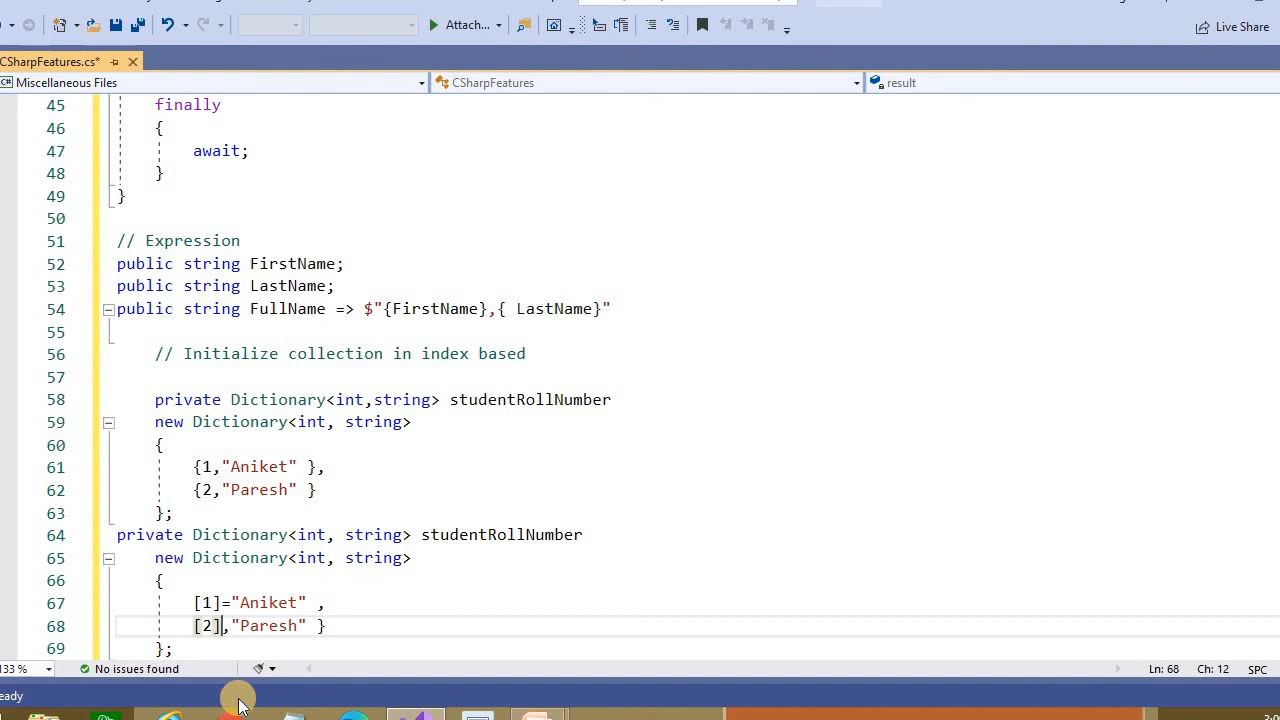 Attach...
Live Share
CSharpFeatures.cs*
Miscellaneous Files
CSharpFeatures
result
45 finally
46 {
47 await;
48 }
49 }
50
51 // Expression
52 public string FirstName;
53 public string LastName;
54 public string FullName => $"{FirstName},{ LastName}"
55
56 // Initialize collection in index based
57
58 private Dictionary<int,string> studentRollNumber
59 new Dictionary<int, string>
60 {
61 {1,"Aniket" },
62 {2,"Paresh" }
63 };
64 private Dictionary<int, string> studentRollNumber
65 new Dictionary<int, string>
66 {
67 [1]="Aniket" ,
68 [2],"Paresh" }
69 };
133 %
No issues found
Ln: 68
Ch: 12
SPC
eady